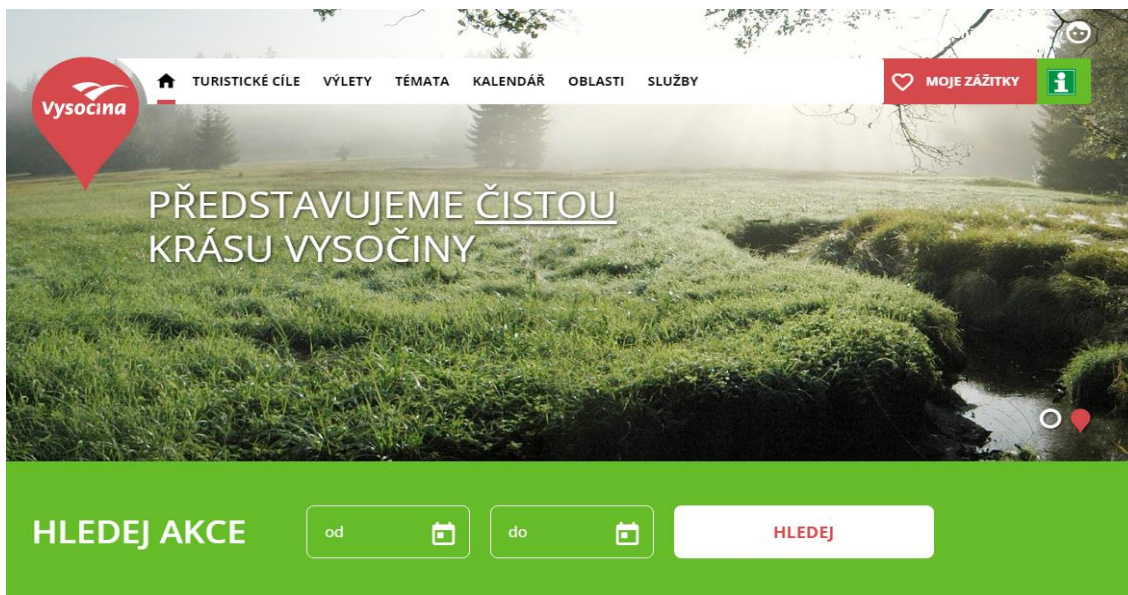 Vysočina
TURISTICKÉ CÍLE VÝLETY TÉMATA KALENDÁŘ OBLASTI SLUŽBY
MOJE ZÁŽITKY
PŘEDSTAVUJEME ČISTOU
KRÁSU VYSOČINY
HLEDEJ AKCE od do HLEDEJ